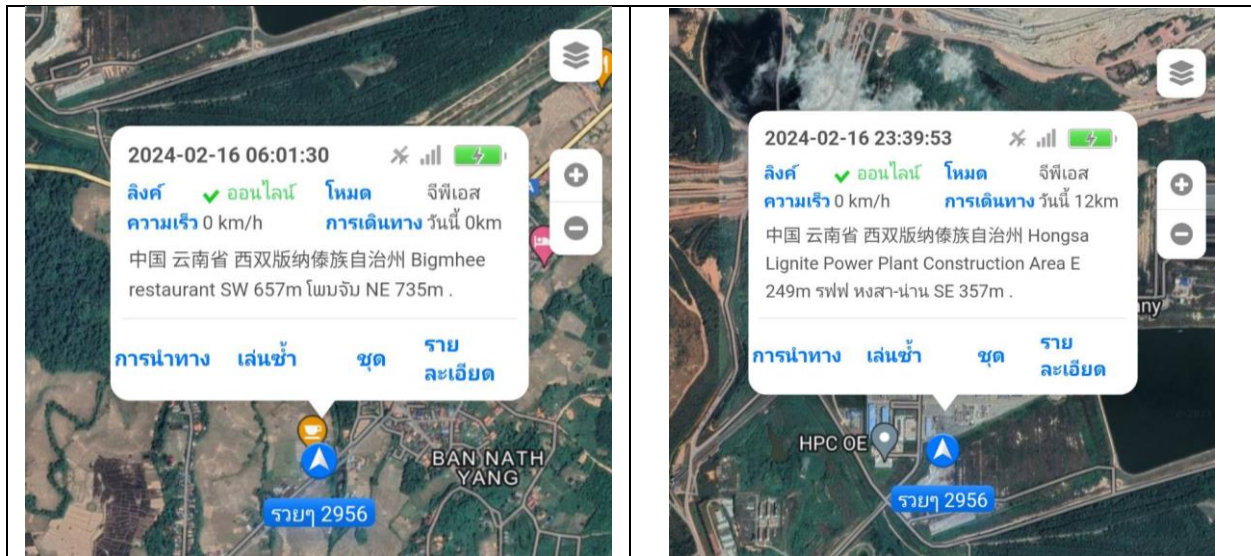 2024-02-16 06:01:30
ลิงค์ ออนไลน์ โหมด จีพีเอส
ความเร็ว 0 km/h การเดินทาง วันนี้ 0km
中国 云南省 西双版纳傣族自治州 Bigmhee
restaurant SW 657m โพนจัน NE 735m .
การนำทาง เล่นซ้ำ ชุด ราย
ละเอียด
BAN NATH
YANG
รวยๆ 2956
2024-02-16 23:39:53
ลิงค์ ออนไลน์ โหมด จีพีเอส
ความเร็ว 0 km/h การเดินทาง วันนี้ 12km
中国 云南省 西双版纳傣族自治州 Hongsa
Lignite Power Plant Construction Area E
249m รฟฟ หงสา-น่าน SE 357m .
การนำทาง เล่นซ้ำ ชุด ราย
ละเอียด
HPC OE
รวยๆ 2956